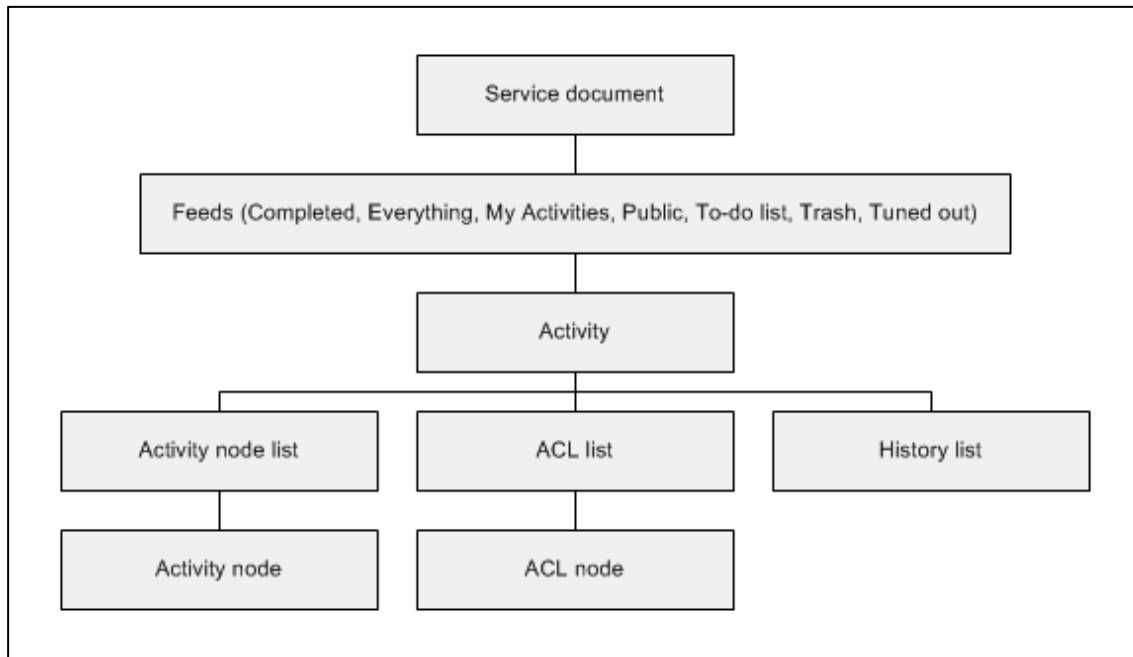 Service document
Feeds (Completed, Everything, My Activities, Public, To-do list, Trash, Tuned out)
Activity
Activity node list
ACL list
History list
Activity node
ACL node